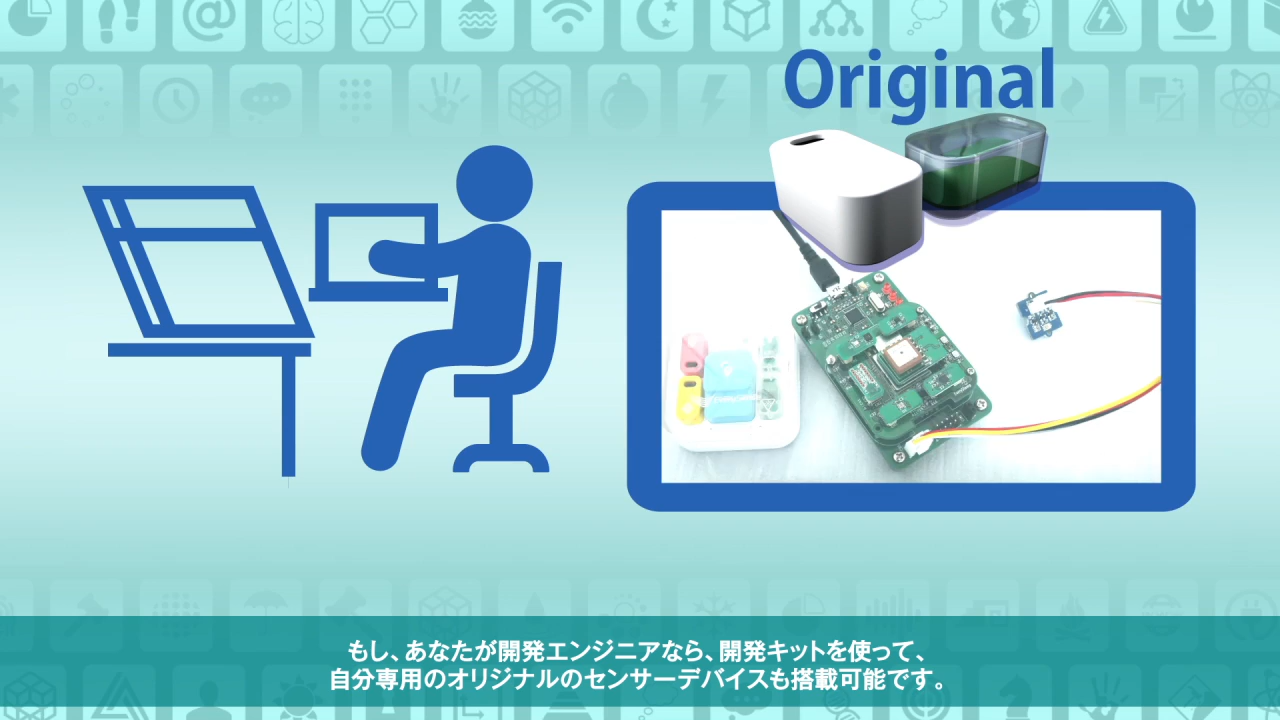 Original
もし、あなたが開発エンジニアなら、開発キットを使って、
自分専用のオリジナルのセンサーデバイスも搭載可能です。